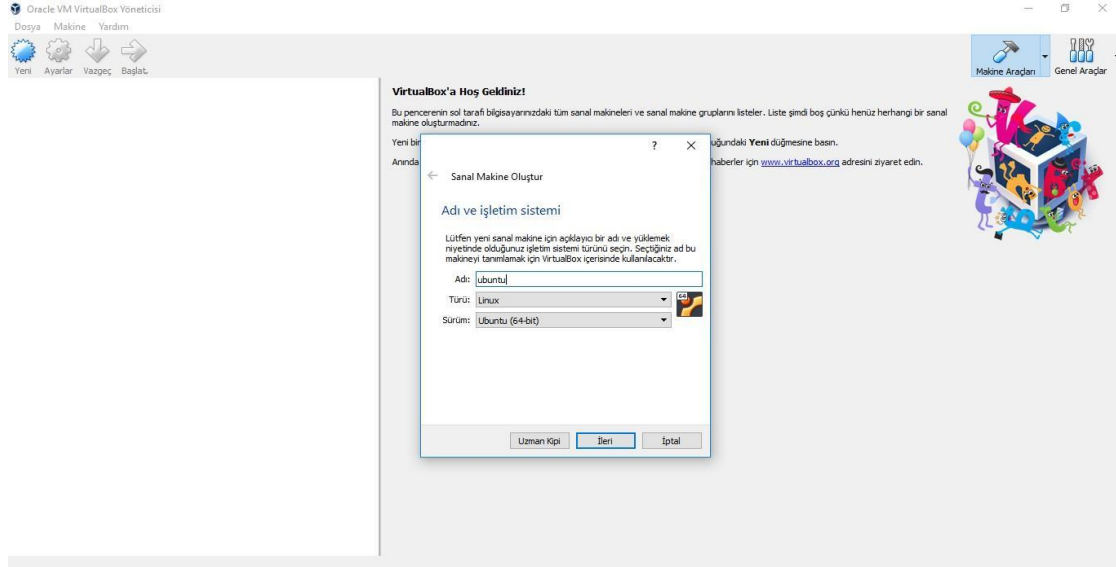 Oracle VM VirtualBox Yöneticisi
Dosya Makine Yardım
Yeni Ayarlar Vazgeç Başlat
Makine Araçları Genel Araçlar
VirtualBox'a Hoş Geldiniz!
Bu pencerenin sol tarafı bilgisayarınızdaki tüm sanal makineleri ve sanal makine gruplarını listeler. Liste şimdi boş çünkü henüz herhangi bir sanal
makine oluşturmadınız.
Yeni bir
uğundaki Yeni düğmesine basın.
Anında
haberler için www.virtualbox.org adresini ziyaret edin.
? X
Sanal Makine Oluştur
Adı ve işletim sistemi
Lütfen yeni sanal makine için açıklayıcı bir adı ve yüklemek
niyetinde olduğunuz işletim sistemi türünü seçin. Seçtiğiniz ad bu
makineyi tanımlamak için VirtualBox içerisinde kullanılacaktır.
Adı: ubuntu
Türü: Linux
64
Sürüm: Ubuntu (64-bit)
Uzman Kipi İleri İptal